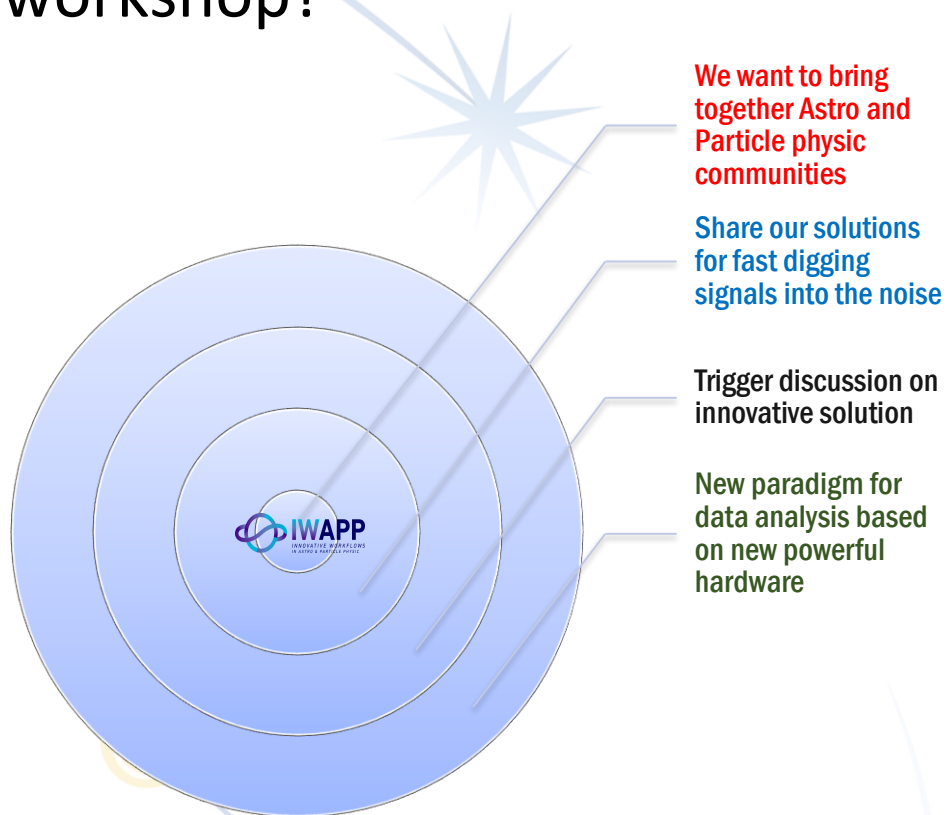 workshop?
We want to bring
together Astro and
Particle physic
communities
Share our solutions
for fast digging
signals into the noise
Trigger discussion on
innovative solution
New paradigm for
data analysis based
on new powerful
hardware
IWAPP
INNOVATIVE WORKFLOWS
IN ASTRO & PARTICLE PHYSIC